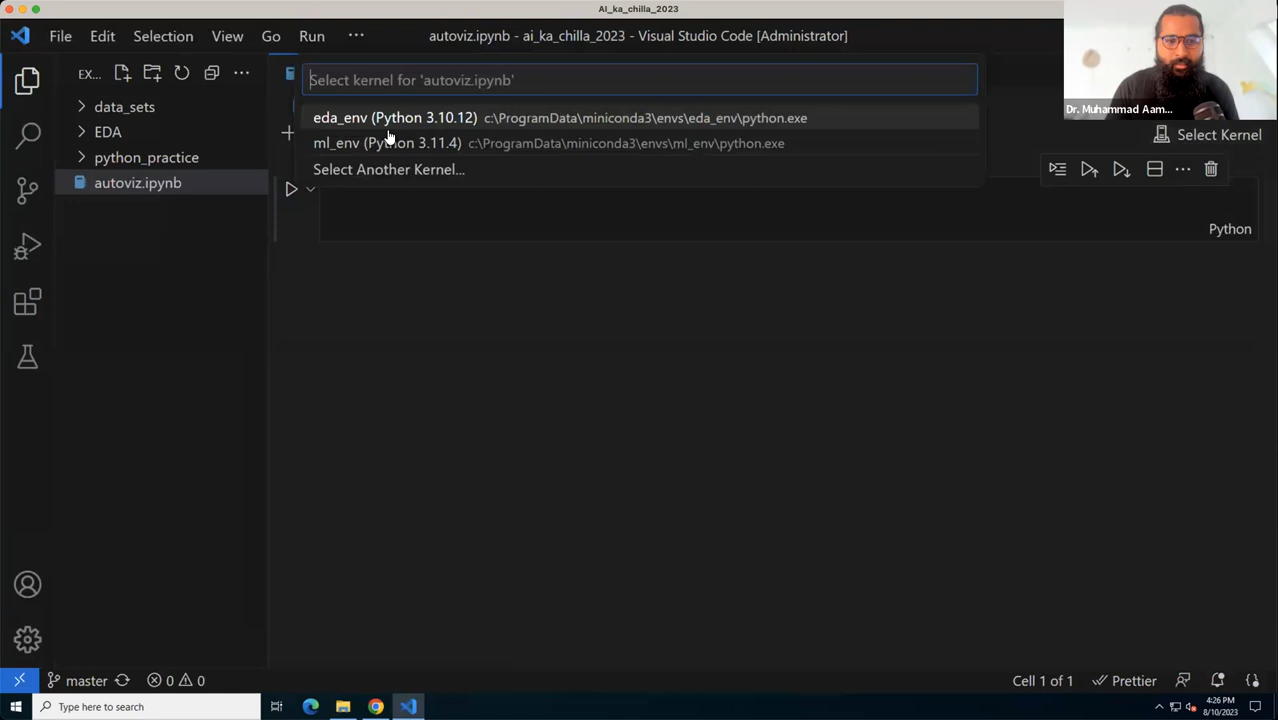 AI_ka_chilla_2023
File Edit Selection View Go Run ··· autoviz.ipynb - ai_ka_chilla_2023 - Visual Studio Code [Administrator]
EX...
Select kernel for 'autoviz.ipynb'
data_sets
eda_env (Python 3.10.12) c:\ProgramData\miniconda3\envs\eda_env\python.exe
Dr. Muhammad Aam...
EDA
ml_env (Python 3.11.4) c:\ProgramData\miniconda3\envs\ml_env\python.exe
Select Kernel
python_practice
Select Another Kernel...
autoviz.ipynb
Python
master 0 0 Cell 1 of 1 Prettier
Type here to search
4:26 PM
8/10/2023